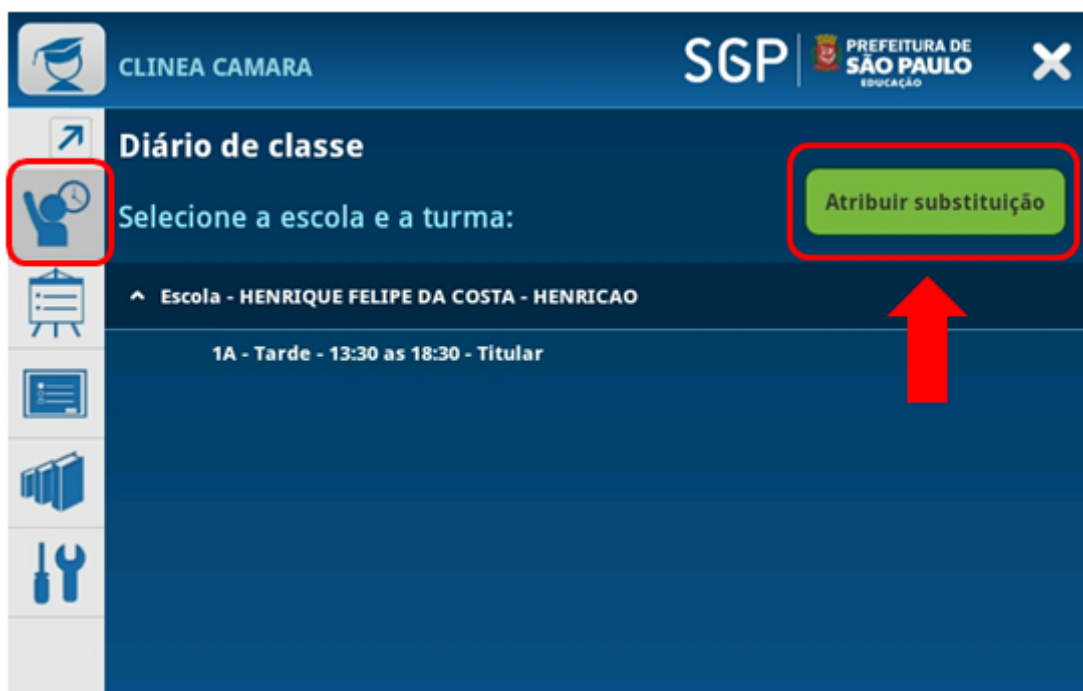 CLINEA CAMARA
SGP
PREFEITURA DE
SÃO PAULO
EDUCAÇÃO
Diário de classe
Selecione a escola e a turma:
Atribuir substituição
Escola - HENRIQUE FELIPE DA COSTA - HENRICAO
1A - Tarde - 13:30 as 18:30 - Titular